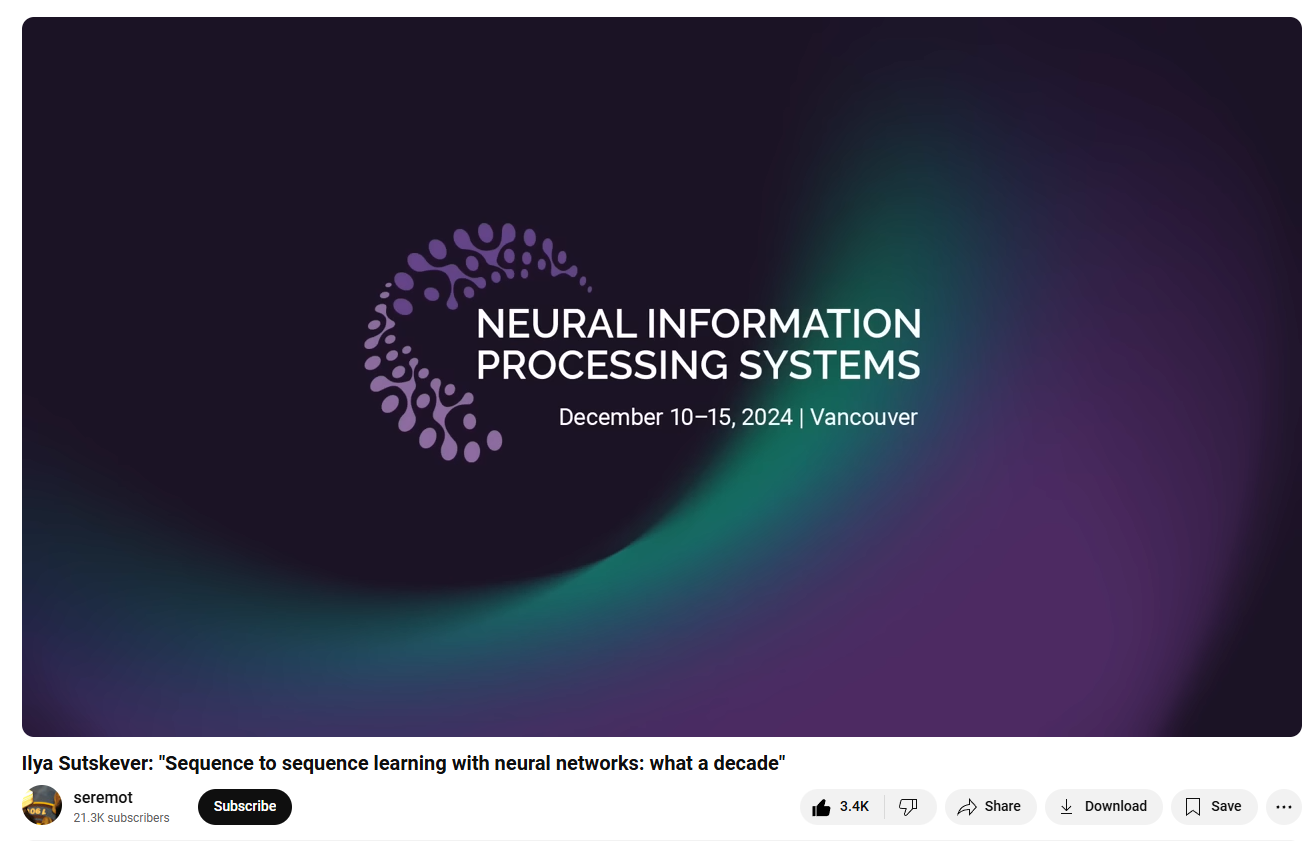 NEURAL INFORMATION
PROCESSING SYSTEMS
December 10–15, 2024 | Vancouver
Ilya Sutskever: "Sequence to sequence learning with neural networks: what a decade"
seremot
21.3K subscribers
Subscribe
3.4K
Share
Download
Save